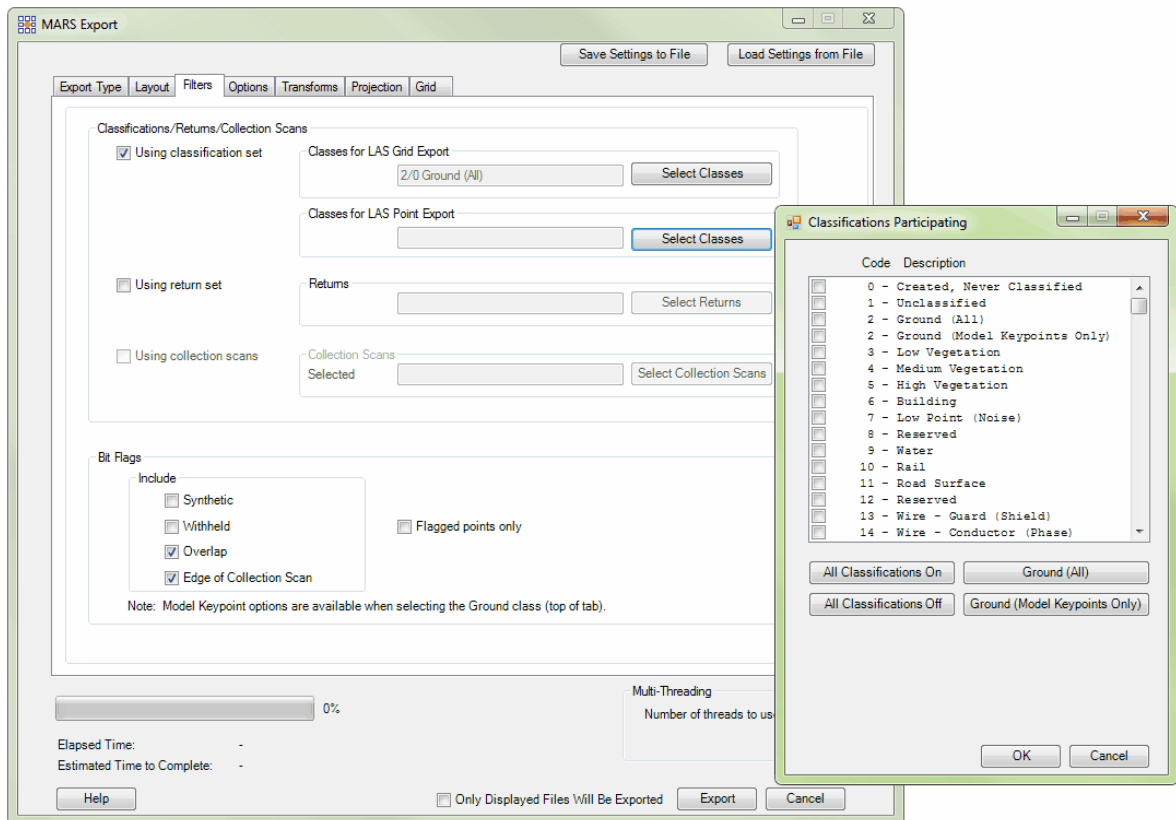 MARS Export
Save Settings to File Load Settings from File
Export Type Layout Filters Options Transforms Projection Grid
Classifications/Returns/Collection Scans
Using classification set
Classes for LAS Grid Export
2/0 Ground (All) Select Classes
Classes for LAS Point Export
Select Classes
Using return set
Returns
Select Returns
Using collection scans
Collection Scans
Selected Select Collection Scans
Bit Flags
Include
Synthetic
Withheld
Flagged points only
Overlap
Edge of Collection Scan
Note: Model Keypoint options are available when selecting the Ground class (top of tab).
0%
Multi-Threading
Number of threads to us
Elapsed Time: -
Estimated Time to Complete: -
Help
Only Displayed Files Will Be Exported Export Cancel
Classifications Participating
Code Description
0 - Created, Never Classified
1 - Unclassified
2 - Ground (All)
2 - Ground (Model Keypoints Only)
3 - Low Vegetation
4 - Medium Vegetation
5 - High Vegetation
6 - Building
7 - Low Point (Noise)
8 - Reserved
9 - Water
10 - Rail
11 - Road Surface
12 - Reserved
13 - Wire - Guard (Shield)
14 - Wire - Conductor (Phase)
All Classifications On Ground (All)
All Classifications Off Ground (Model Keypoints Only)
OK Cancel